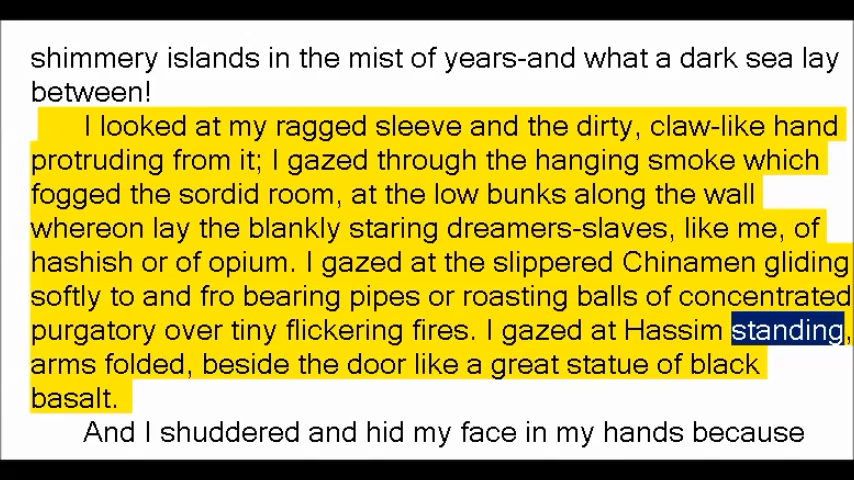 shimmery islands in the mist of years-and what a dark sea lay
between!
I looked at my ragged sleeve and the dirty, claw-like hand
protruding from it; I gazed through the hanging smoke which
fogged the sordid room, at the low bunks along the wall
whereon lay the blankly staring dreamers-slaves, like me, of
hashish or of opium. I gazed at the slippered Chinamen gliding
softly to and fro bearing pipes or roasting balls of concentrated
purgatory over tiny flickering fires. I gazed at Hassim standing,
arms folded, beside the door like a great statue of black
basalt.
And I shuddered and hid my face in my hands because